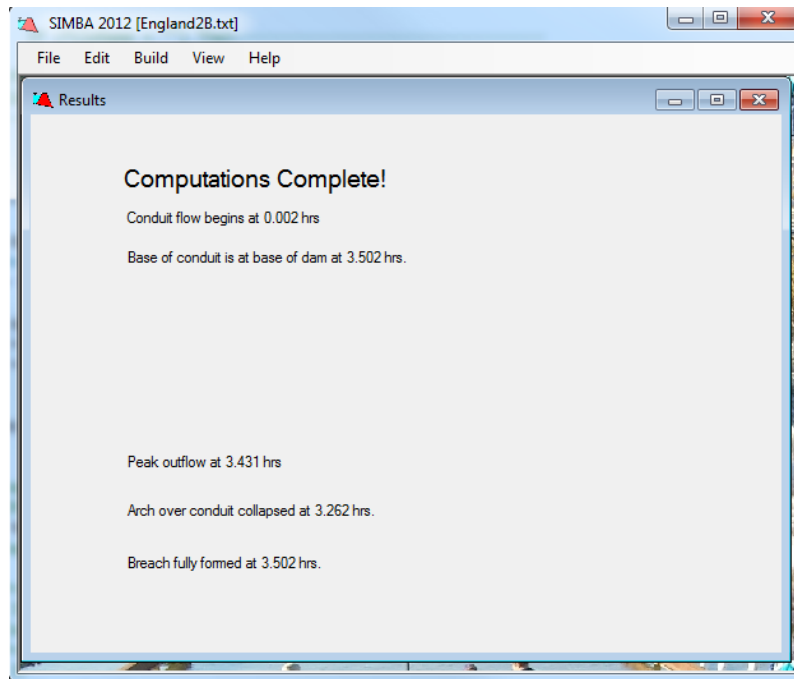 SIMBA 2012 [England2B.txt]
File Edit Build View Help
Results
Computations Complete!
Conduit flow begins at 0.002 hrs
Base of conduit is at base of dam at 3.502 hrs.
Peak outflow at 3.431 hrs
Arch over conduit collapsed at 3.262 hrs.
Breach fully formed at 3.502 hrs.